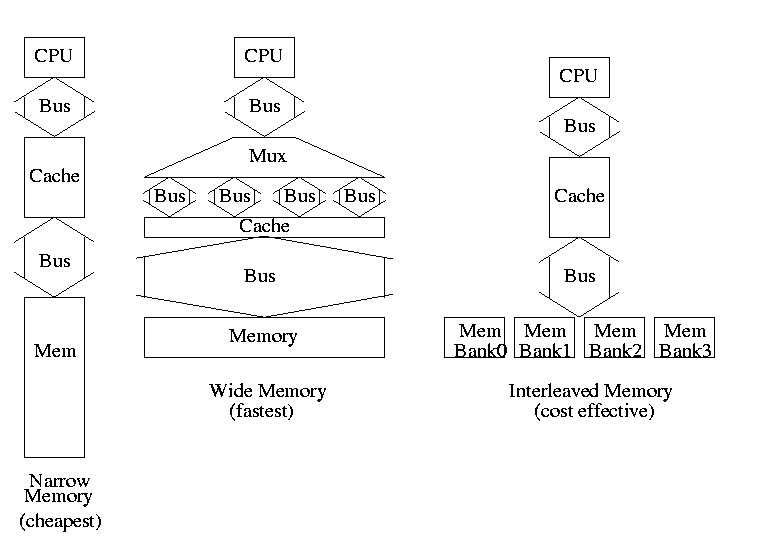 CPU
Bus
Cache
Bus
Mem
Narrow
Memory
(cheapest)
CPU
Bus
Mux
Bus Bus Bus Bus
Cache
Bus
Memory
Wide Memory
(fastest)
CPU
Bus
Cache
Bus
Mem Mem Mem Mem
Bank0 Bank1 Bank2 Bank3
Interleaved Memory
(cost effective)